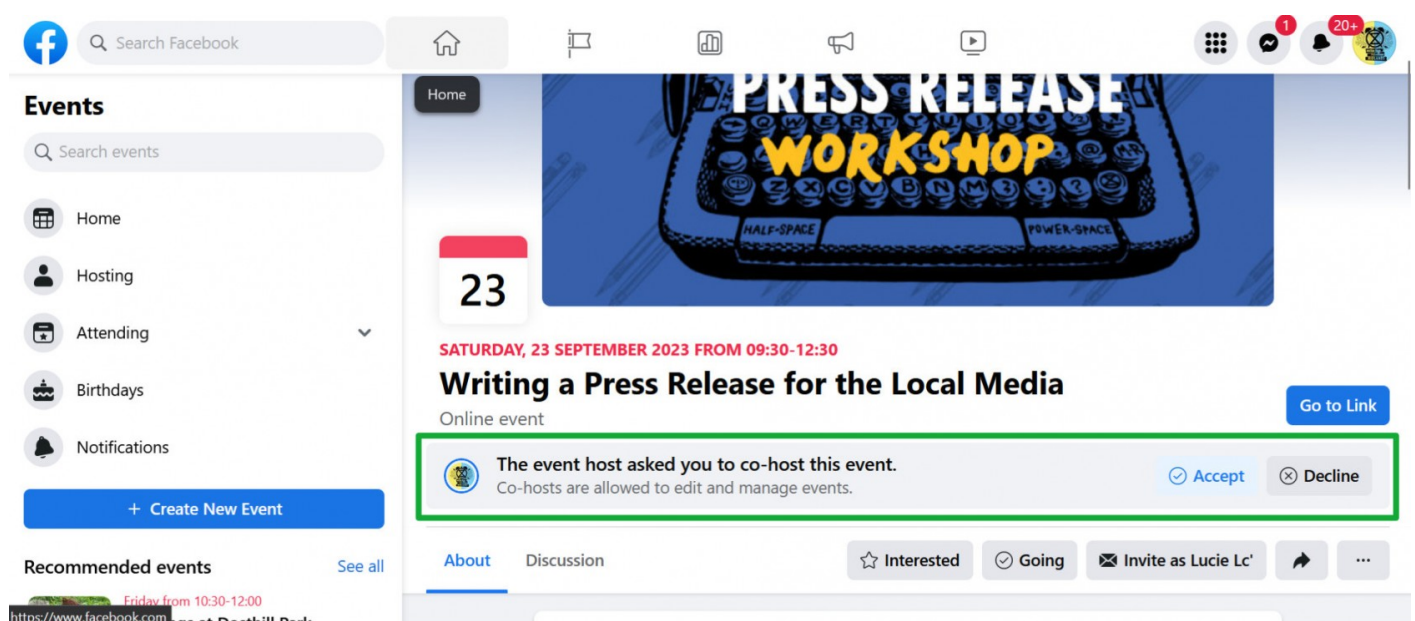 Search Facebook
1
20+
Events
Search events
Home
Hosting
Attending
Birthdays
Notifications
+ Create New Event
Recommended events
See all
Friday from 10:30-12:00
at Dosthill Park
https://www.facebook.com
Home
PRESS RELEASE
WORKSHOP
Q W E R T Y U I O P
Z X C V B N M
HALF-SPACE
POWER-SPACE
23
SATURDAY, 23 SEPTEMBER 2023 FROM 09:30-12:30
Writing a Press Release for the Local Media
Online event
Go to Link
The event host asked you to co-host this event.
Co-hosts are allowed to edit and manage events.
Accept
Decline
About
Discussion
Interested
Going
Invite as Lucie Lc'
...